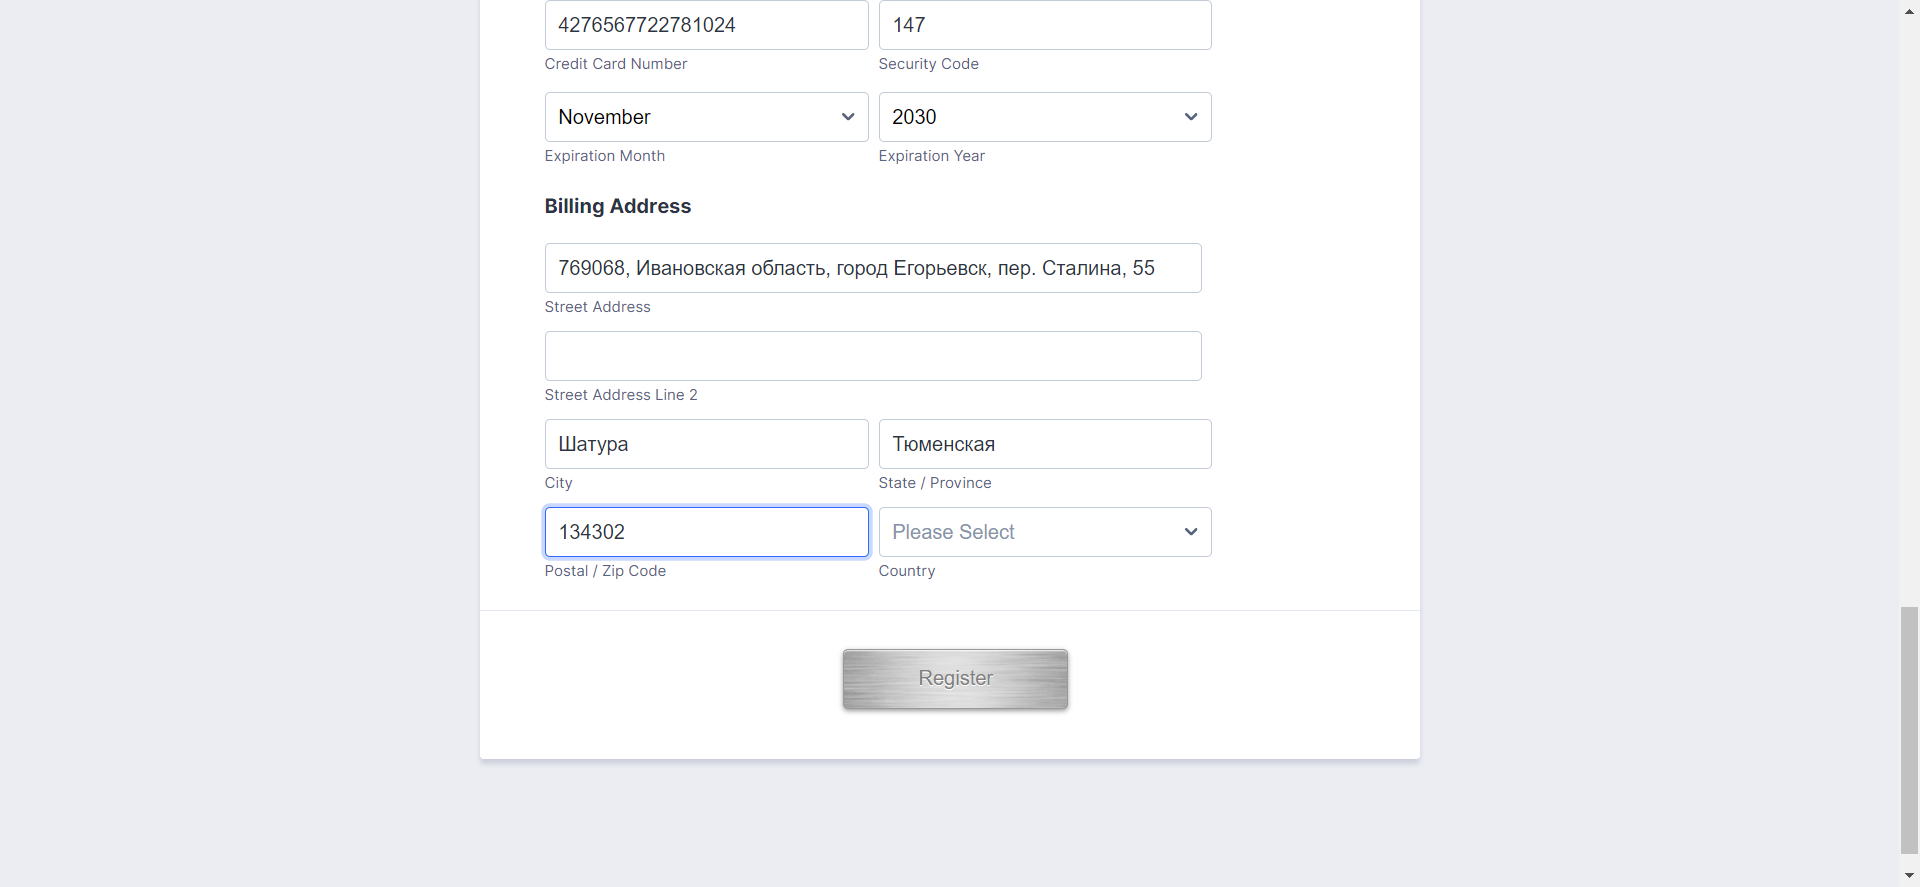 4276567722781024 147
Credit Card Number Security Code
November 2030
Expiration Month Expiration Year
Billing Address
769068, Ивановская область, город Егорьевск, пер. Сталина, 55
Street Address
Street Address Line 2
Шатура Тюменская
City State / Province
134302 Please Select
Postal / Zip Code Country
Register